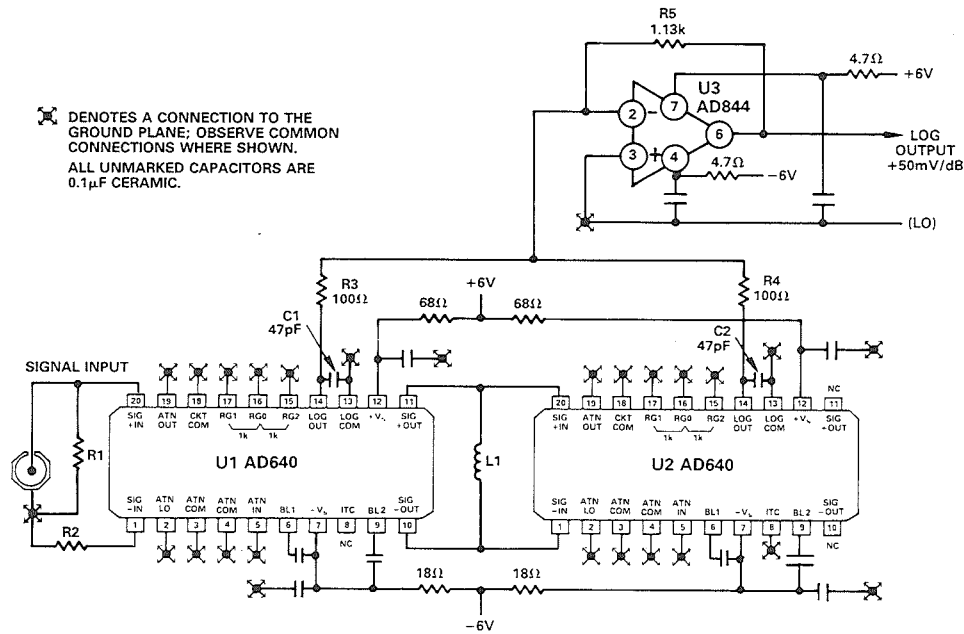 R5
1.13k
4.7Ω
+6V
U3
AD844
2
−
7
6
3
+
4
4.7Ω
−6V
LOG
OUTPUT
+50mV/dB
(LO)
DENOTES A CONNECTION TO THE
GROUND PLANE; OBSERVE COMMON
CONNECTIONS WHERE SHOWN.
ALL UNMARKED CAPACITORS ARE
0.1µF CERAMIC.
R3
100Ω
+6V
68Ω
68Ω
R4
100Ω
C1
47pF
C2
47pF
SIGNAL INPUT
20 19 18 17 16 15 14 13 12 11
SIG +IN
ATN OUT
CKT COM
RG1
RG0
RG2
LOG OUT
LOG COM
+Vs
SIG +OUT
1k 1k
U1 AD640
R1
R2
SIG −IN
ATN LO
ATN COM
ATN COM
ATN IN
BL1
−Vs
ITC
BL2
SIG −OUT
1 2 3 4 5 6 7 8 9 10
NC
L1
NC
20 19 18 17 16 15 14 13 12 11
SIG +IN
ATN OUT
CKT COM
RG1
RG0
RG2
LOG OUT
LOG COM
+Vs
SIG +OUT
1k 1k
U2 AD640
SIG −IN
ATN LO
ATN COM
ATN COM
ATN IN
BL1
−Vs
ITC
BL2
SIG −OUT
1 2 3 4 5 6 7 8 9 10
NC
18Ω
18Ω
−6V